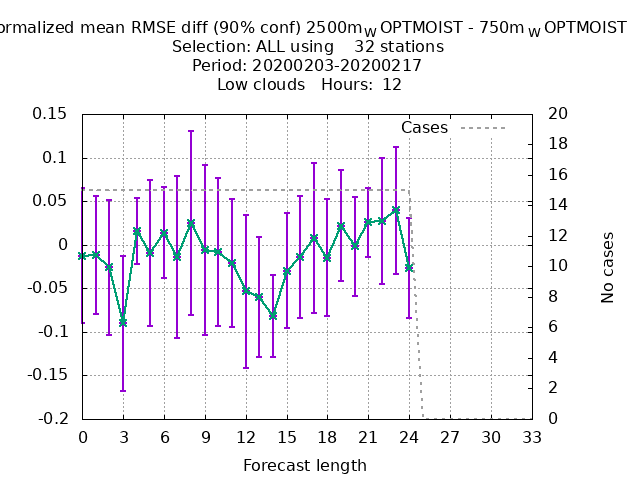 ormalized mean RMSE diff (90% conf) 2500mW OPTMOIST - 750mW OPTMOIST
Selection: ALL using 32 stations
Period: 20200203-20200217
Low clouds Hours: 12
Cases
0.15
0.1
0.05
0
-0.05
-0.1
-0.15
-0.2
20
18
16
14
12
10
8
6
4
2
0
No cases
0 3 6 9 12 15 18 21 24 27 30 33
Forecast length